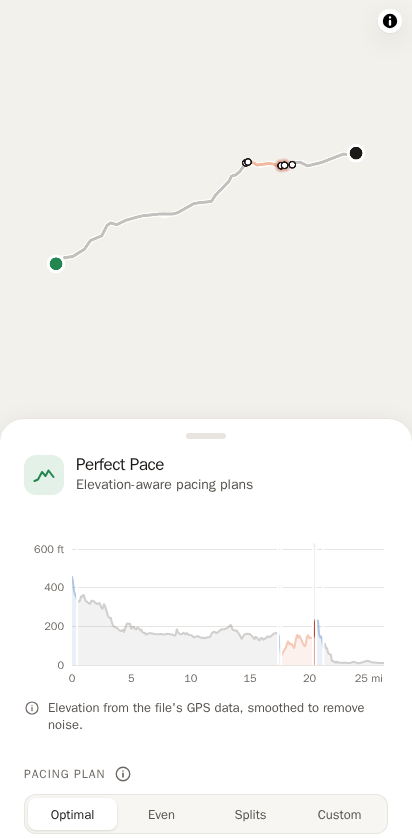 Perfect Pace
Elevation-aware pacing plans
600 ft
400
200
0
0 5 10 15 20 25 mi
Elevation from the file's GPS data, smoothed to remove
noise.
PACING PLAN
Optimal Even Splits Custom